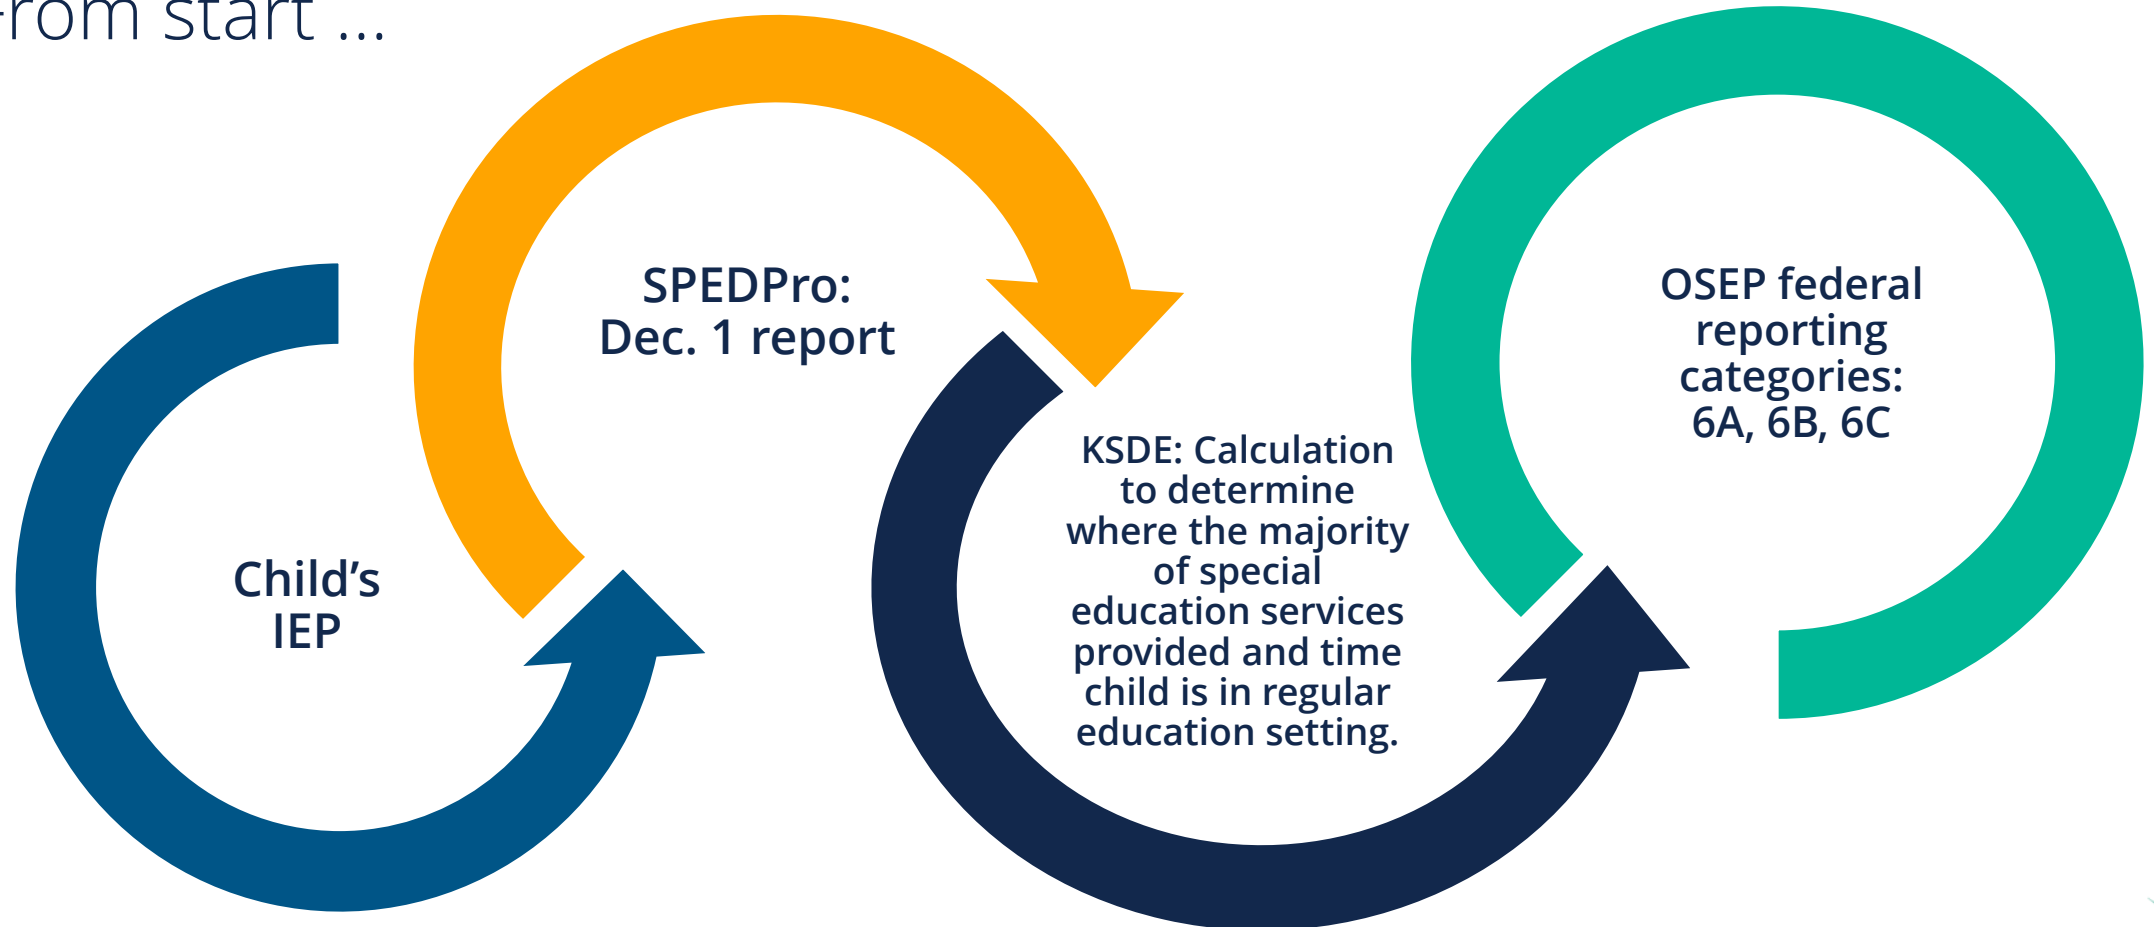 From start ...
SPEDPro:
Dec. 1 report
OSEP federal
reporting
categories:
6A, 6B, 6C
Child’s
IEP
KSDE: Calculation
to determine
where the majority
of special
education services
provided and time
child is in regular
education setting.